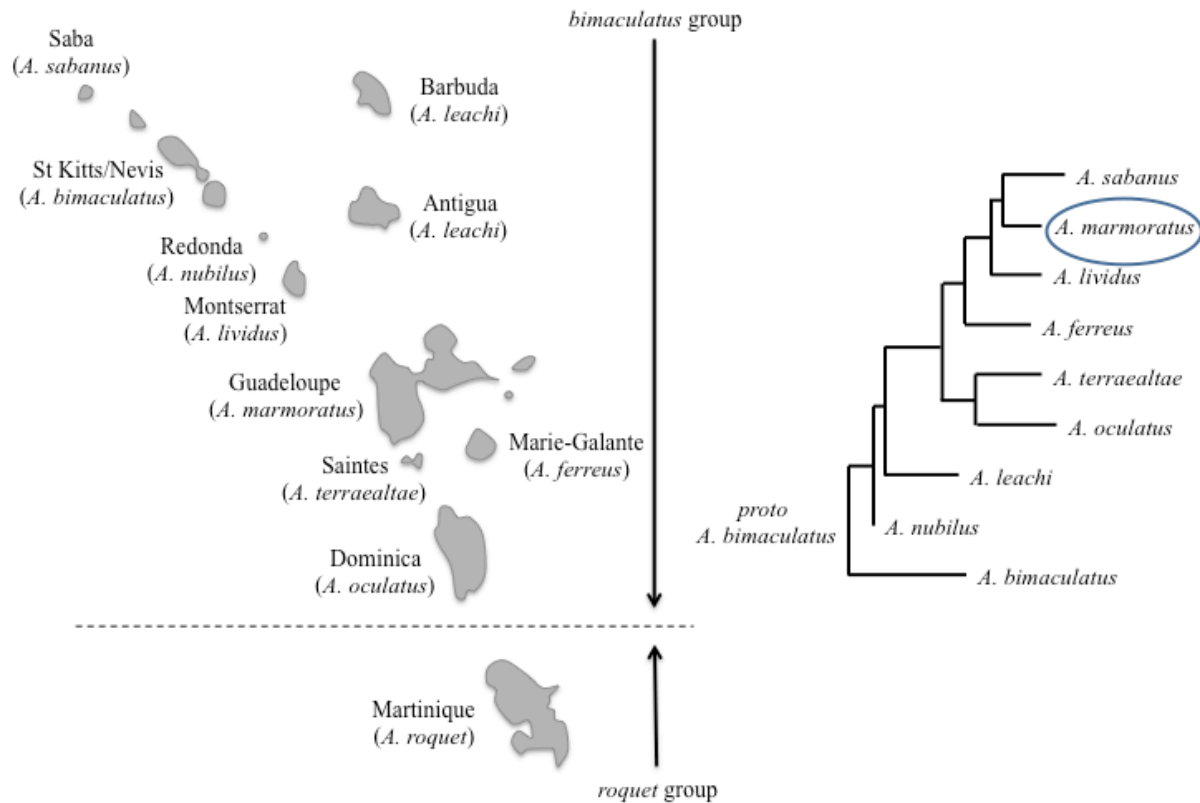 bimaculatus group
Saba
(A. sabanus)
Barbuda
(A. leachi)
St Kitts/Nevis
(A. bimaculatus)
Antigua
(A. leachi)
Redonda
(A. nubilus)
Montserrat
(A. lividus)
Guadeloupe
(A. marmoratus)
Marie-Galante
(A. ferreus)
Saintes
(A. terraealtae)
Dominica
(A. oculatus)
Martinique
(A. roquet)
roquet group
A. sabanus
A. marmoratus
A. lividus
A. ferreus
A. terraealtae
A. oculatus
A. leachi
proto
A. bimaculatus
A. nubilus
A. bimaculatus